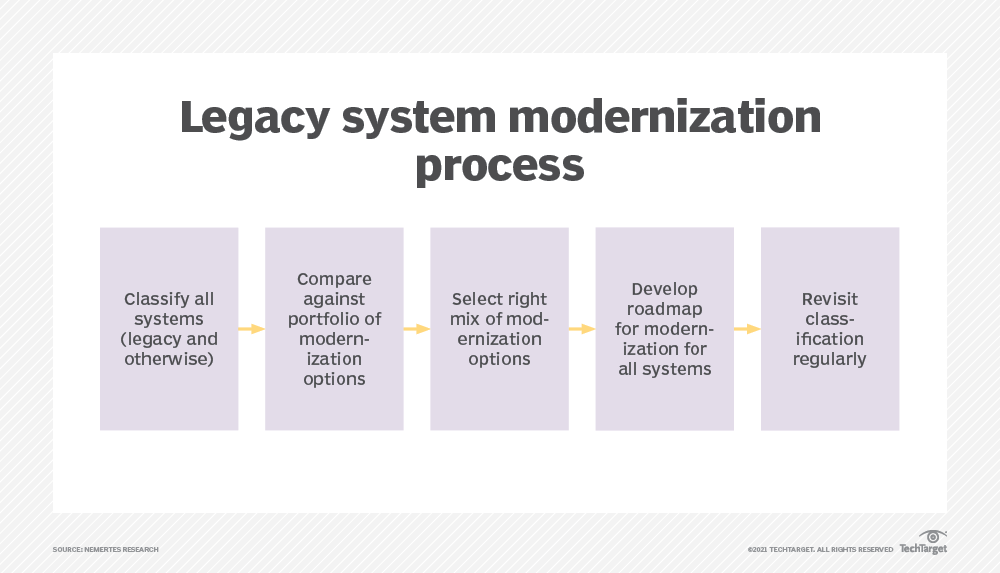 Legacy system modernization
process
Classify all
systems
(legacy and
otherwise)
Compare
against
portfolio of
modern-
ization
options
Select right
mix of mod-
ernization
options
Develop
roadmap
for modern-
ization for
all systems
Revisit
class-
ification
regularly
SOURCE: NEMERTES RESEARCH
©2021 TECHTARGET. ALL RIGHTS RESERVED
TechTarget